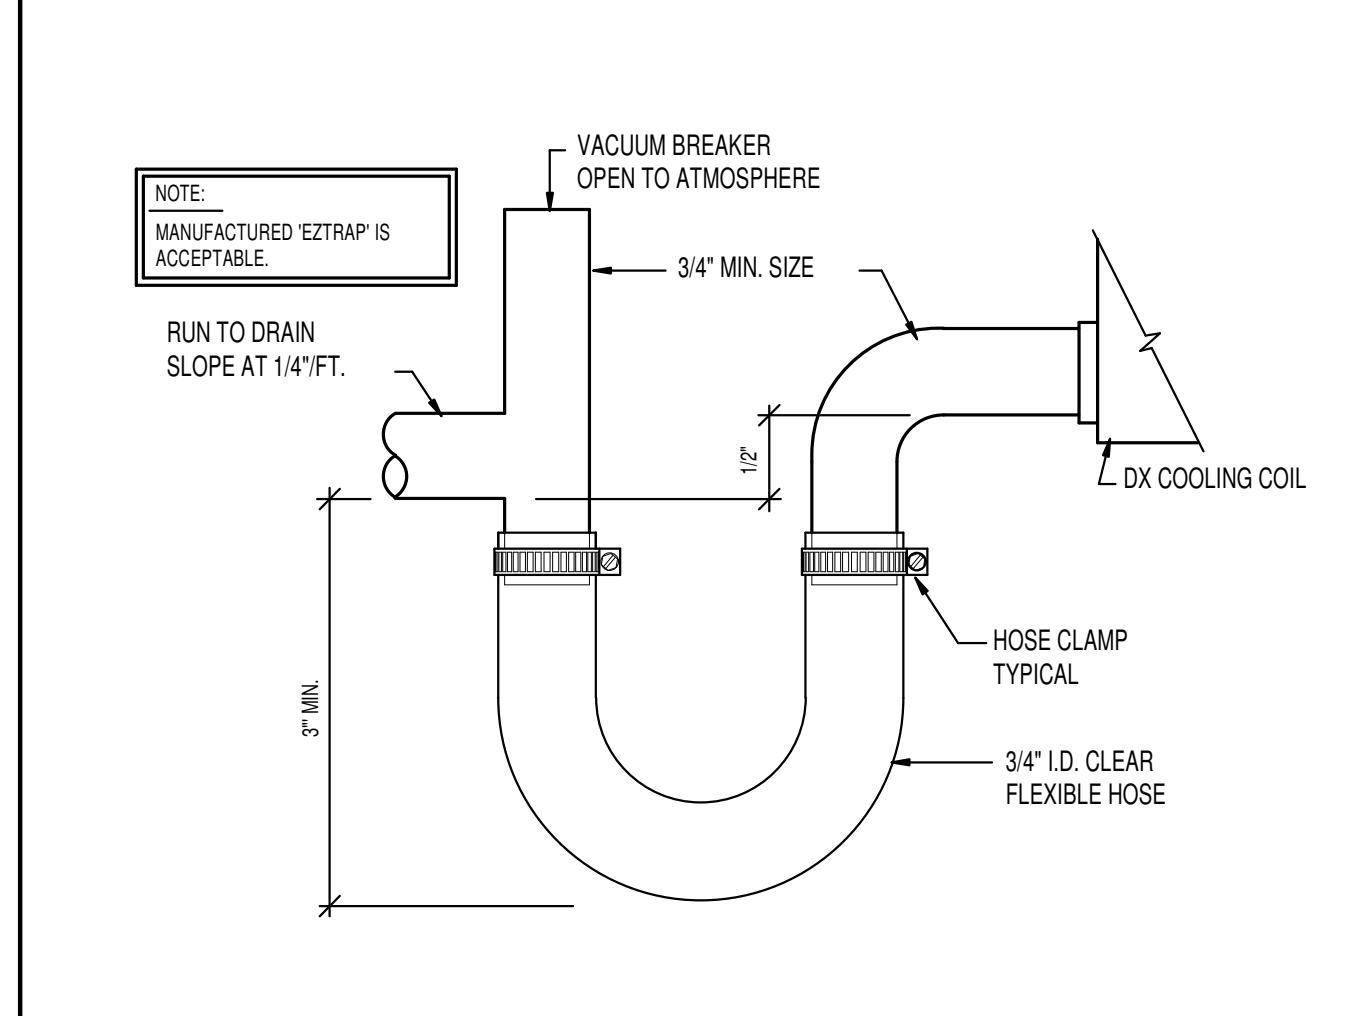 VACUUM BREAKER
OPEN TO ATMOSPHERE
NOTE:
MANUFACTURED 'EZTRAP' IS
ACCEPTABLE.
3/4" MIN. SIZE
RUN TO DRAIN
SLOPE AT 1/4"/FT.
1/2"
DX COOLING COIL
HOSE CLAMP
TYPICAL
3'" MIN.
3/4" I.D. CLEAR
FLEXIBLE HOSE